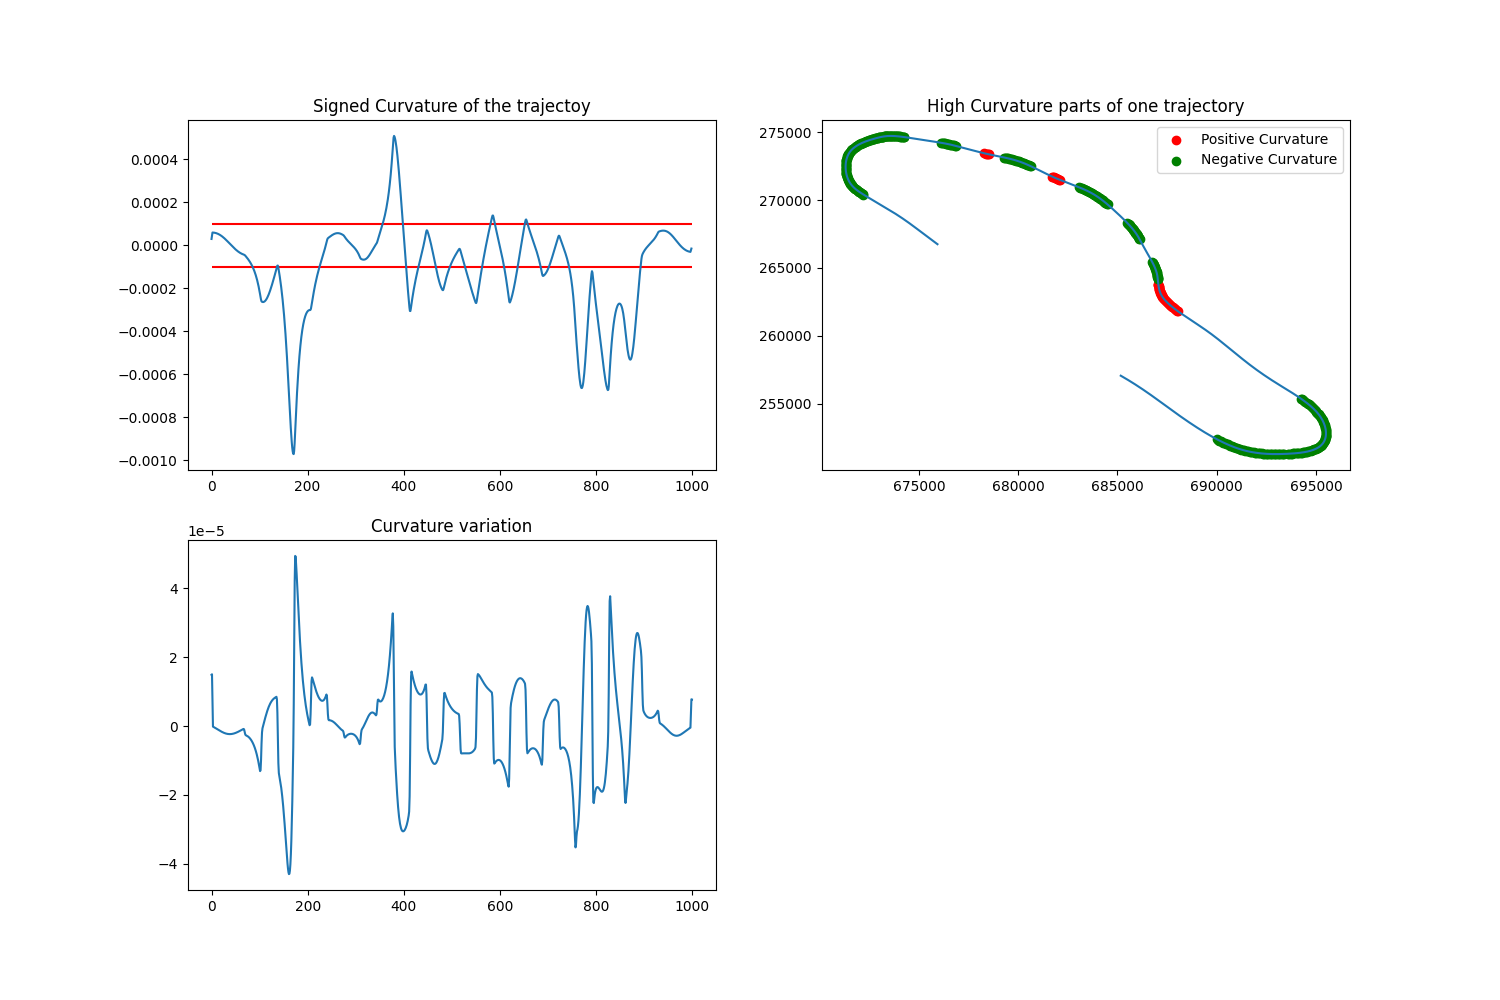 Signed Curvature of the trajectoy
0.0004
0.0002
0.0000
−0.0002
−0.0004
−0.0006
−0.0008
−0.0010
0 200 400 600 800 1000
High Curvature parts of one trajectory
Positive Curvature
Negative Curvature
275000
270000
265000
260000
255000
675000 680000 685000 690000 695000
Curvature variation
1e−5
4
2
0
−2
−4
0 200 400 600 800 1000